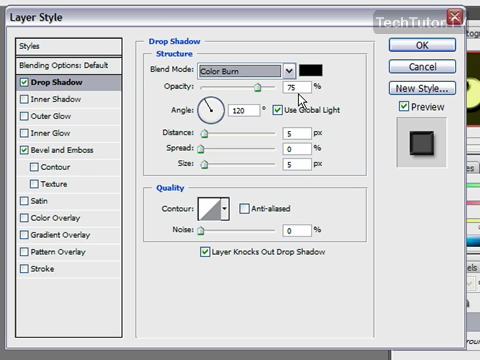 Layer Style
TechTutor
Styles
Blending Options: Default
Drop Shadow
Inner Shadow
Outer Glow
Inner Glow
Bevel and Emboss
Contour
Texture
Satin
Color Overlay
Gradient Overlay
Pattern Overlay
Stroke
Drop Shadow
Structure
Blend Mode: Color Burn
Opacity: 75 %
Angle: 120 ° Use Global Light
Distance: 5 px
Spread: 0 %
Size: 5 px
Quality
Contour: Anti-aliased
Noise: 0 %
Layer Knocks Out Drop Shadow
OK
Cancel
New Style...
Preview